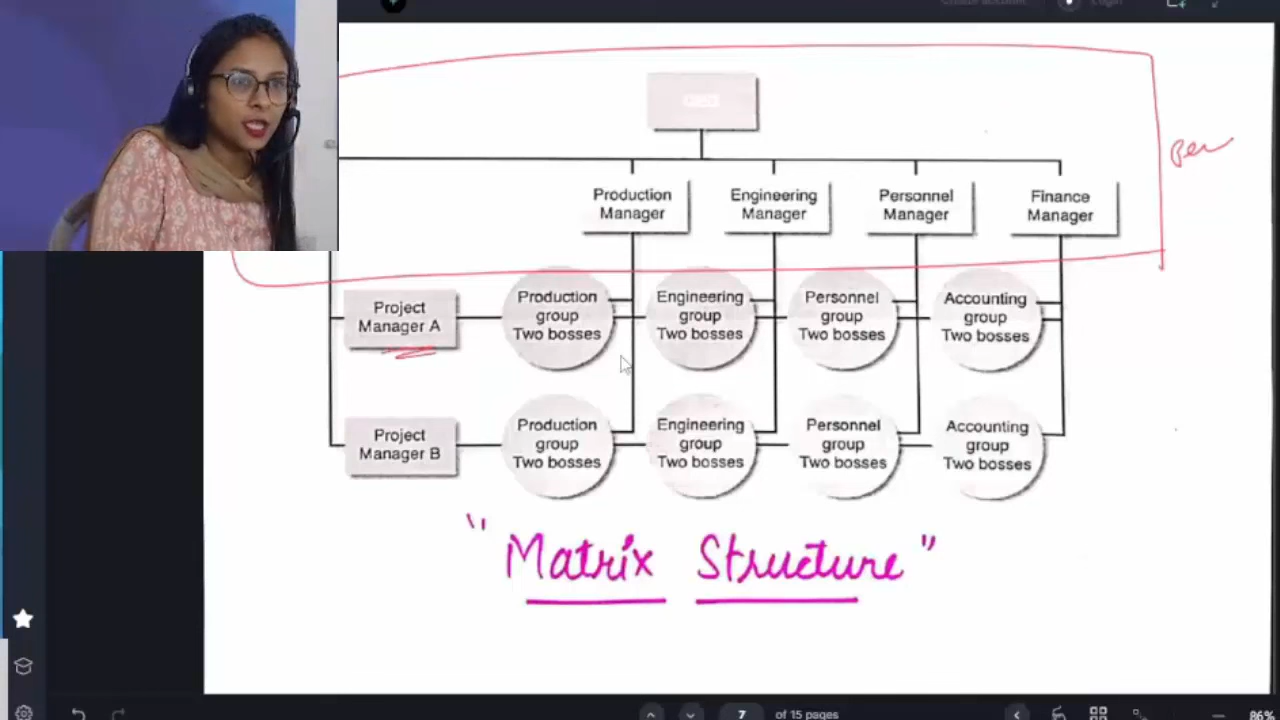 Production
Manager
Engineering
Manager
Personnel
Manager
Finance
Manager
Project
Manager A
Production
group
Two bosses
Engineering
group
Two bosses
Personnel
group
Two bosses
Accounting
group
Two bosses
Project
Manager B
Production
group
Two bosses
Engineering
group
Two bosses
Personnel
group
Two bosses
Accounting
group
Two bosses
"Matrix Structure"
7 of 15 pages
86%